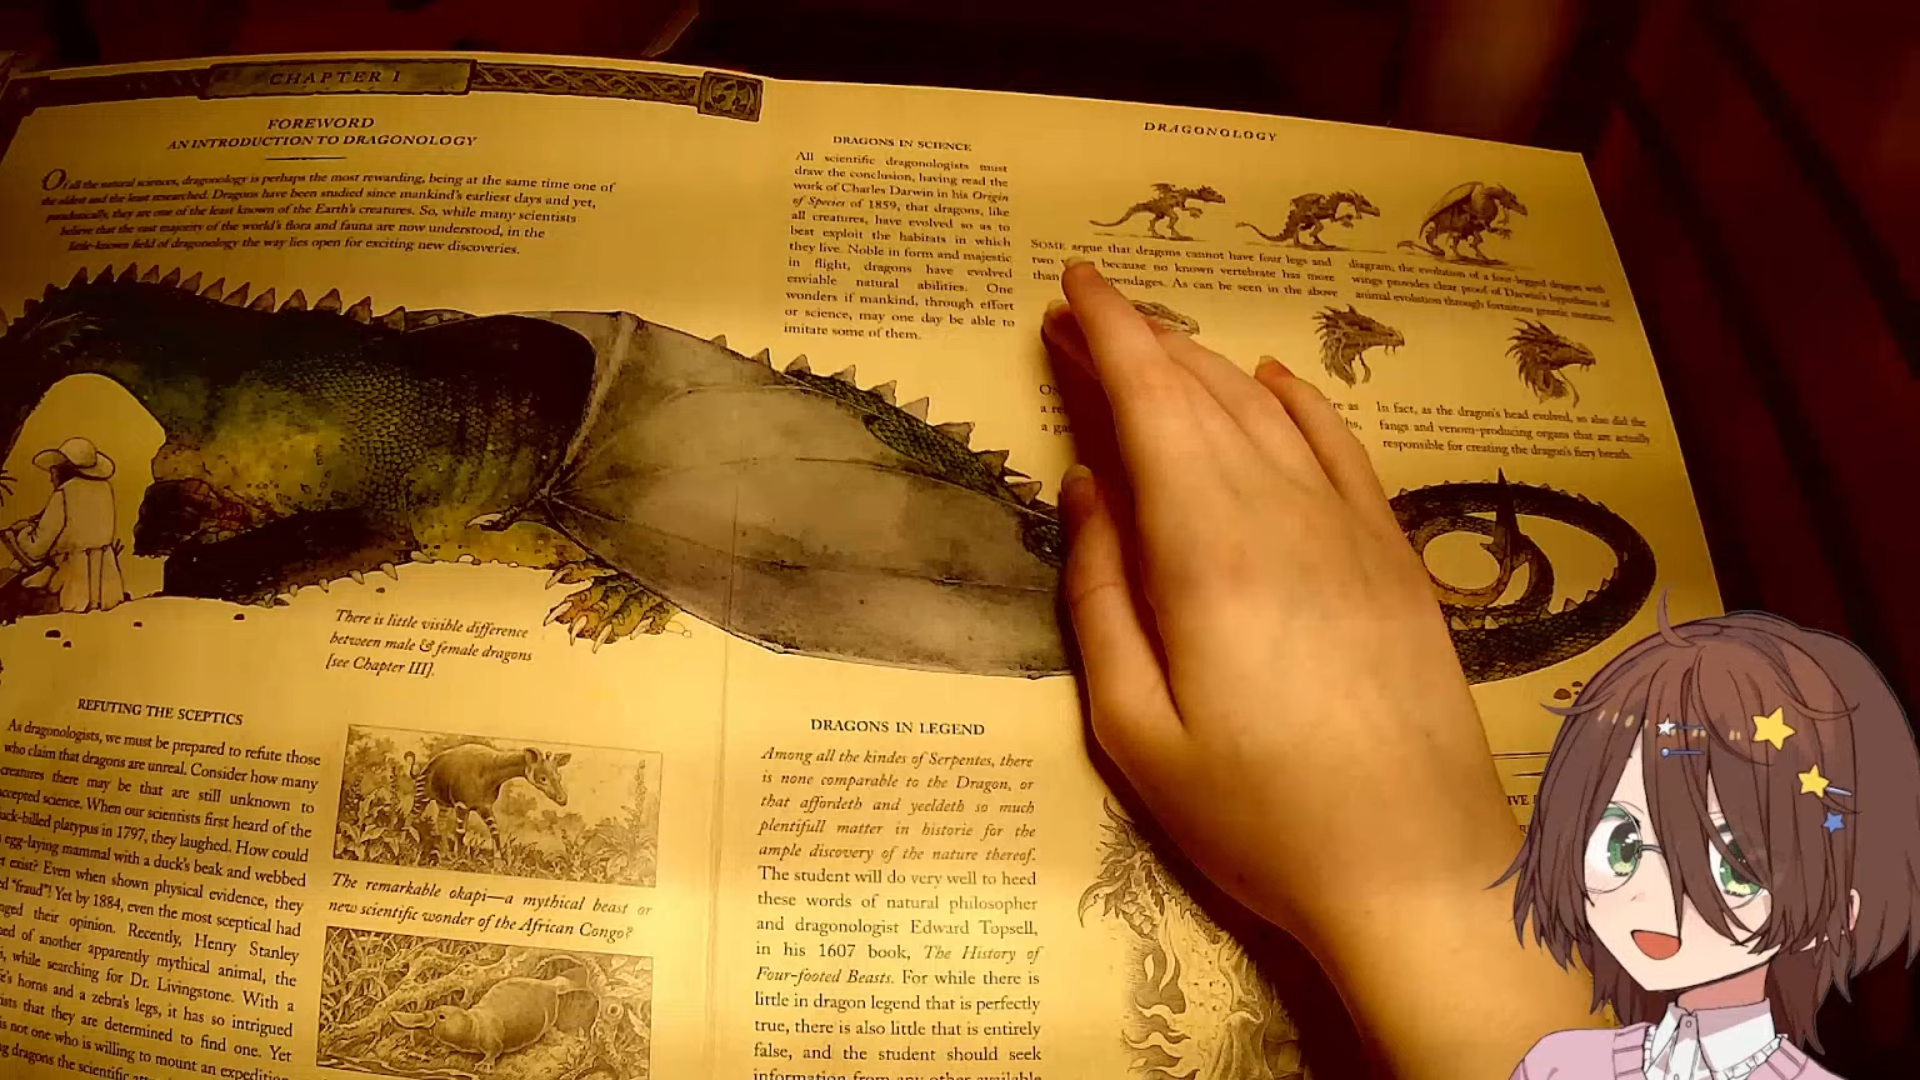 CHAPTER I
FOREWORD
AN INTRODUCTION TO DRAGONOLOGY
Of all the natural sciences, dragonology is perhaps the most rewarding, being at the same time one of
the oldest and the least researched. Dragons have been studied since mankind's earliest days and yet,
paradoxically, they are one of the least known of the Earth's creatures. So, while many scientists
believe that the vast majority of the world's flora and fauna are now understood, in the
little-known field of dragonology the way lies open for exciting new discoveries.
There is little visible difference
between male & female dragons
[see Chapter III].
REFUTING THE SCEPTICS
As dragonologists, we must be prepared to refute those
who claim that dragons are unreal. Consider how many
creatures there may be that are still unknown to
accepted science. When our scientists first heard of the
duck-billed platypus in 1797, they laughed. How could
egg-laying mammal with a duck's beak and webbed
exist? Even when shown physical evidence, they
"fraud"! Yet by 1884, even the most sceptical had
their opinion. Recently, Henry Stanley
of another apparently mythical animal, the
while searching for Dr. Livingstone. With a
horns and a zebra's legs, it has so intrigued
that they are determined to find one. Yet
is not one who is willing to mount an expedition
dragons the scientific
The remarkable okapi—a mythical beast or
new scientific wonder of the African Congo?
DRAGONS IN SCIENCE
All scientific dragonologists must
draw the conclusion, having read the
work of Charles Darwin in his Origin
of Species of 1859, that dragons, like
all creatures, have evolved so as to
best exploit the habitats in which
they live. Noble in form and majestic
in flight, dragons have evolved
enviable natural abilities. One
wonders if mankind, through effort
or science, may one day be able to
imitate some of them.
DRAGONS IN LEGEND
Among all the kindes of Serpentes, there
is none comparable to the Dragon, or
that affordeth and yeeldeth so much
plentifull matter in historie for the
ample discovery of the nature thereof.
The student will do very well to heed
these words of natural philosopher
and dragonologist Edward Topsell,
in his 1607 book, The History of
Four-footed Beasts. For while there is
little in dragon legend that is perfectly
true, there is also little that is entirely
false, and the student should seek
information from any other available
DRAGONOLOGY
SOME argue that dragons cannot have four legs and
two because no known vertebrate has more
than appendages. As can be seen in the above
diagram, the evolution of a four-legged dragon with
wings provides clear proof of Darwin's hypothesis of
animal evolution through fortuitous genetic mutation.
as
a
In fact, as the dragon's head evolved, so also did the
fangs and venom-producing organs that are actually
responsible for creating the dragon's fiery breath.